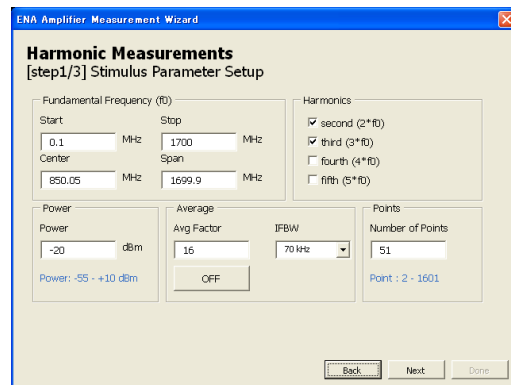 ENA Amplifier Measurement Wizard
Harmonic Measurements
[step1/3] Stimulus Parameter Setup
Fundamental Frequency (f0)
Start
Stop
0.1 MHz
1700 MHz
Center
Span
850.05 MHz
1699.9 MHz
Harmonics
second (2*f0)
third (3*f0)
fourth (4*f0)
fifth (5*f0)
Power
Power
-20 dBm
Power: -55 - +10 dBm
Average
Avg Factor
IFBW
16
70 kHz
OFF
Points
Number of Points
51
Point : 2 - 1601
Back
Next
Done